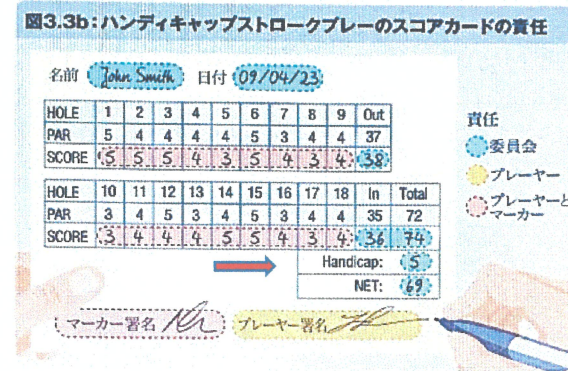 図3.3b:ハンディキャップストロークプレーのスコアカードの責任
名前 John Smith 日付 09/04/23
HOLE 1 2 3 4 5 6 7 8 9 Out
PAR 5 4 4 4 4 5 3 4 4 37
SCORE 5 5 5 4 3 5 4 3 4 38
HOLE 10 11 12 13 14 15 16 17 18 In Total
PAR 3 4 5 3 4 5 3 4 4 35 72
SCORE 3 4 4 4 5 5 4 3 4 36 74
Handicap: 5
NET: 69
マーカー署名 プレーヤー署名
責任
委員会
プレーヤー
プレーヤーと
マーカー